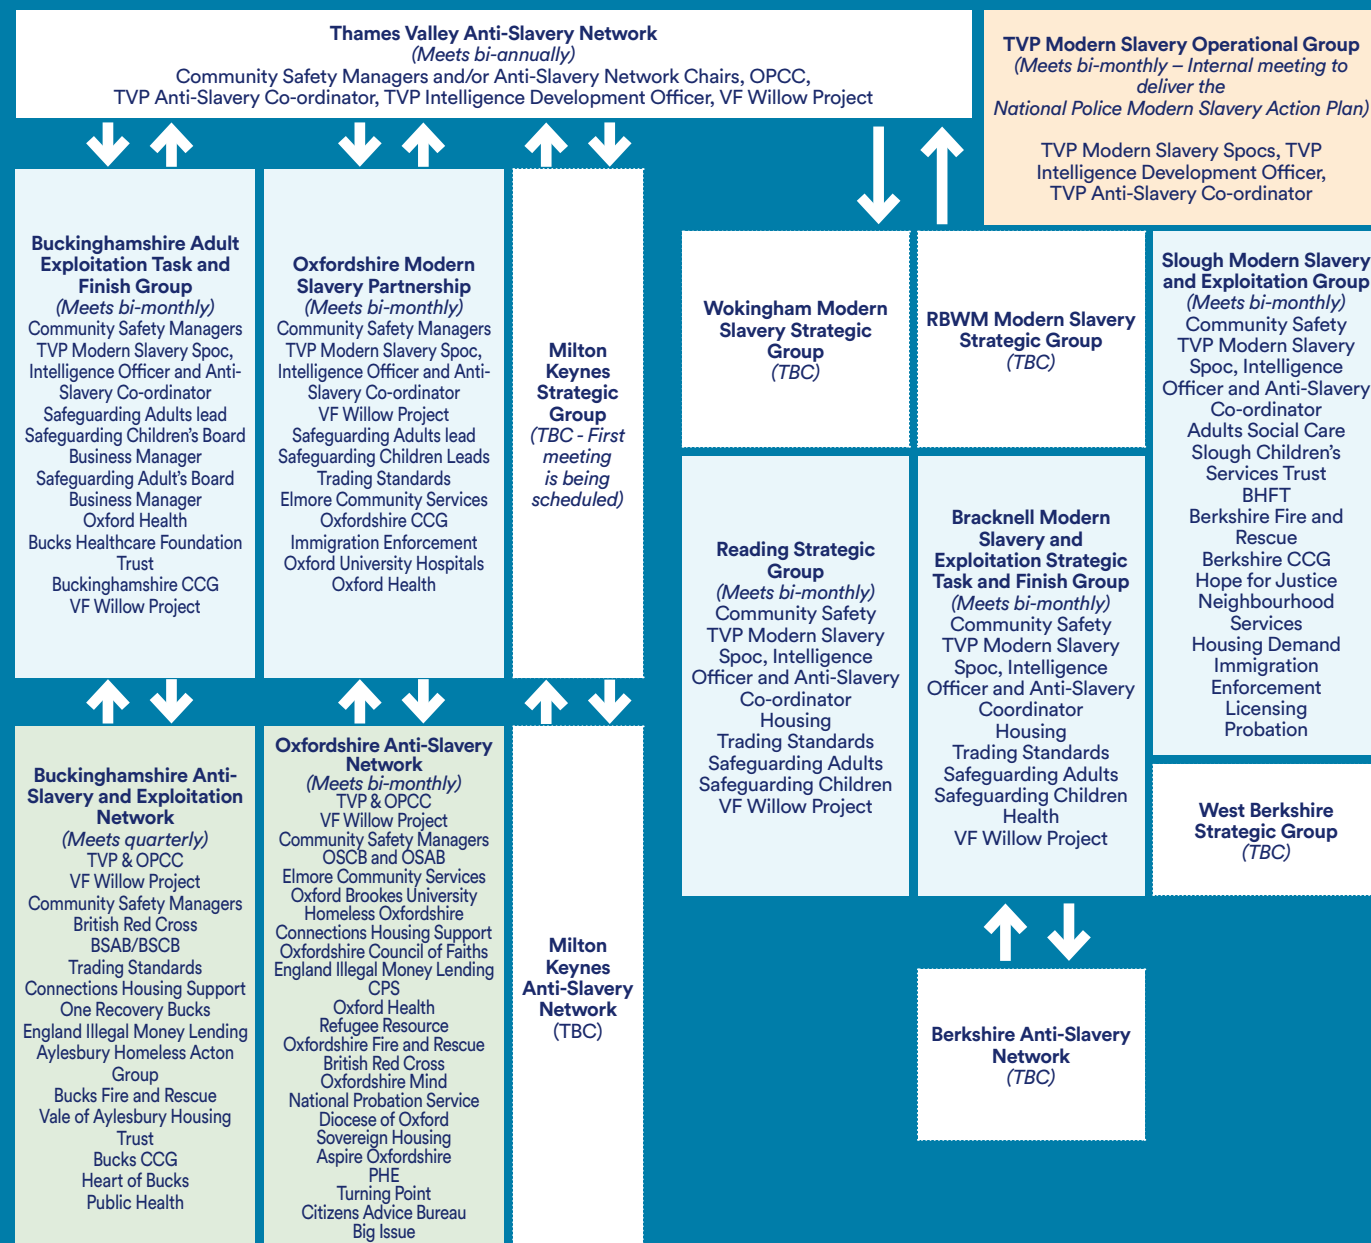 Thames Valley Anti-Slavery Network
(Meets bi-annually)
Community Safety Managers and/or Anti-Slavery Network Chairs, OPCC,
TVP Anti-Slavery Co-ordinator, TVP Intelligence Development Officer, VF Willow Project
TVP Modern Slavery Operational Group
(Meets bi-monthly – Internal meeting to
deliver the
National Police Modern Slavery Action Plan)
TVP Modern Slavery Spocs, TVP
Intelligence Development Officer,
TVP Anti-Slavery Co-ordinator
Buckinghamshire Adult
Exploitation Task and
Finish Group
(Meets bi-monthly)
Community Safety Managers
TVP Modern Slavery Spoc,
Intelligence Officer and Anti-
Slavery Co-ordinator
Safeguarding Adults lead
Safeguarding Children's Board
Business Manager
Safeguarding Adult's Board
Business Manager
Oxford Health
Bucks Healthcare Foundation
Trust
Buckinghamshire CCG
VF Willow Project
Oxfordshire Modern
Slavery Partnership
(Meets bi-monthly)
Community Safety Managers
TVP Modern Slavery Spoc,
Intelligence Officer and Anti-
Slavery Co-ordinator
VF Willow Project
Safeguarding Adults lead
Safeguarding Children Leads
Trading Standards
Elmore Community Services
Oxfordshire CCG
Immigration Enforcement
Oxford University Hospitals
Oxford Health
Milton
Keynes
Strategic
Group
(TBC - First
meeting
is being
scheduled)
Wokingham Modern
Slavery Strategic
Group
(TBC)
RBWM Modern Slavery
Strategic Group
(TBC)
Slough Modern Slavery
and Exploitation Group
(Meets bi-monthly)
Community Safety
TVP Modern Slavery
Spoc, Intelligence
Officer and Anti-Slavery
Co-ordinator
Adults Social Care
Slough Children's
Services Trust
BHFT
Berkshire Fire and
Rescue
Berkshire CCG
Hope for Justice
Neighbourhood
Services
Housing Demand
Immigration
Enforcement
Licensing
Probation
Reading Strategic
Group
(Meets bi-monthly)
Community Safety
TVP Modern Slavery
Spoc, Intelligence
Officer and Anti-Slavery
Co-ordinator
Housing
Trading Standards
Safeguarding Adults
Safeguarding Children
VF Willow Project
Bracknell Modern
Slavery and
Exploitation Strategic
Task and Finish Group
(Meets bi-monthly)
Community Safety
TVP Modern Slavery
Spoc, Intelligence
Officer and Anti-Slavery
Coordinator
Housing
Trading Standards
Safeguarding Adults
Safeguarding Children
Health
VF Willow Project
West Berkshire
Strategic Group
(TBC)
Buckinghamshire Anti-
Slavery and Exploitation
Network
(Meets quarterly)
TVP & OPCC
VF Willow Project
Community Safety Managers
British Red Cross
BSAB/BSCB
Trading Standards
Connections Housing Support
One Recovery Bucks
England Illegal Money Lending
Aylesbury Homeless Acton
Group
Bucks Fire and Rescue
Vale of Aylesbury Housing
Trust
Bucks CCG
Heart of Bucks
Public Health
Oxfordshire Anti-Slavery
Network
(Meets bi-monthly)
TVP & OPCC
VF Willow Project
Community Safety Managers
OSCB and OSAB
Elmore Community Services
Oxford Brookes University
Homeless Oxfordshire
Connections Housing Support
Oxfordshire Council of Faiths
England Illegal Money Lending
CPS
Oxford Health
Refugee Resource
Oxfordshire Fire and Rescue
British Red Cross
Oxfordshire Mind
National Probation Service
Diocese of Oxford
Sovereign Housing
Aspire Oxfordshire
PHE
Turning Point
Citizens Advice Bureau
Big Issue
Milton
Keynes
Anti-Slavery
Network
(TBC)
Berkshire Anti-Slavery
Network
(TBC)